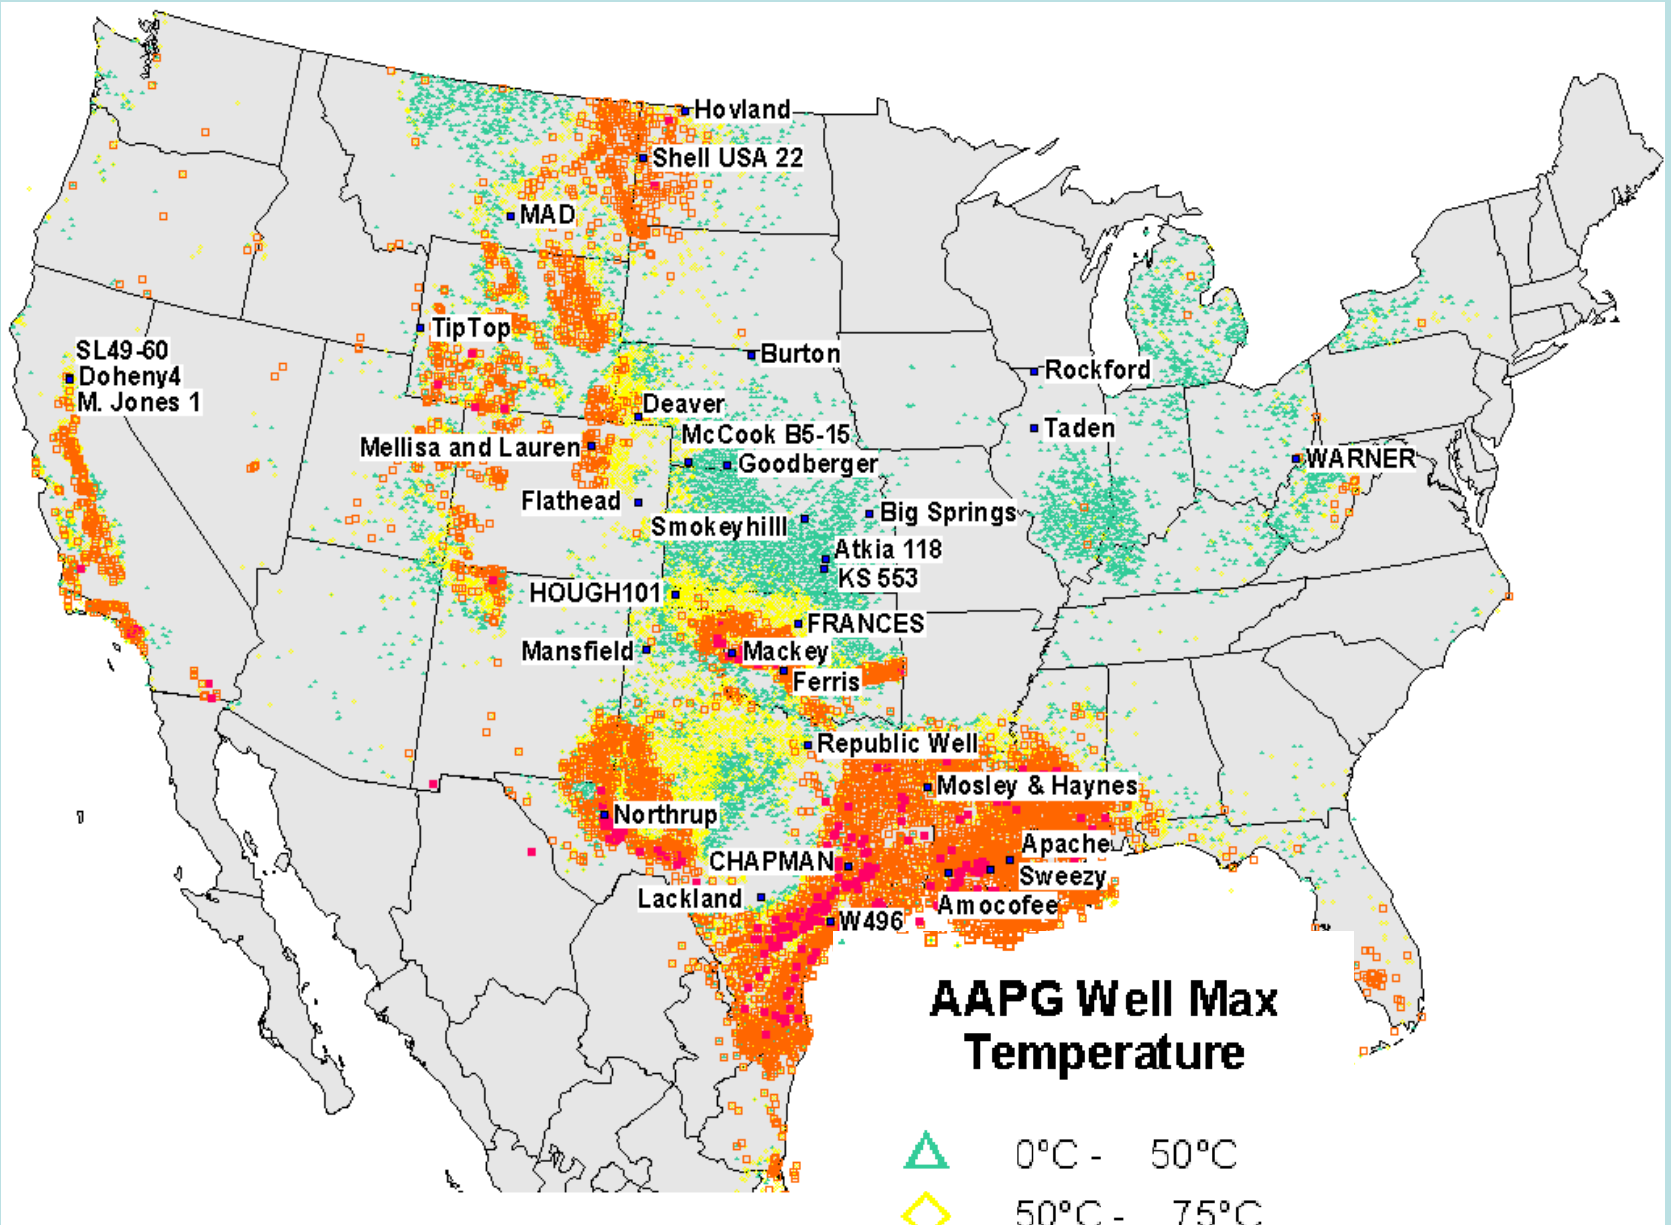 Hovland
Shell USA 22
MAD
TipTop
SL49-60
Doheny4
M. Jones 1
Burton
Rockford
Deaver
McCook B5-15
Taden
Mellisa and Lauren
Goodberger
WARNER
Flathead
Smokeyhilll
Big Springs
Atkia 118
KS 553
HOUGH101
FRANCES
Mansfield
Mackey
Ferris
Republic Well
Mosley & Haynes
Northrup
Apache
CHAPMAN
Sweezy
Lackland
Amocofee
W496
AAPG Well Max
Temperature
0°C - 50°C
50°C - 75°C